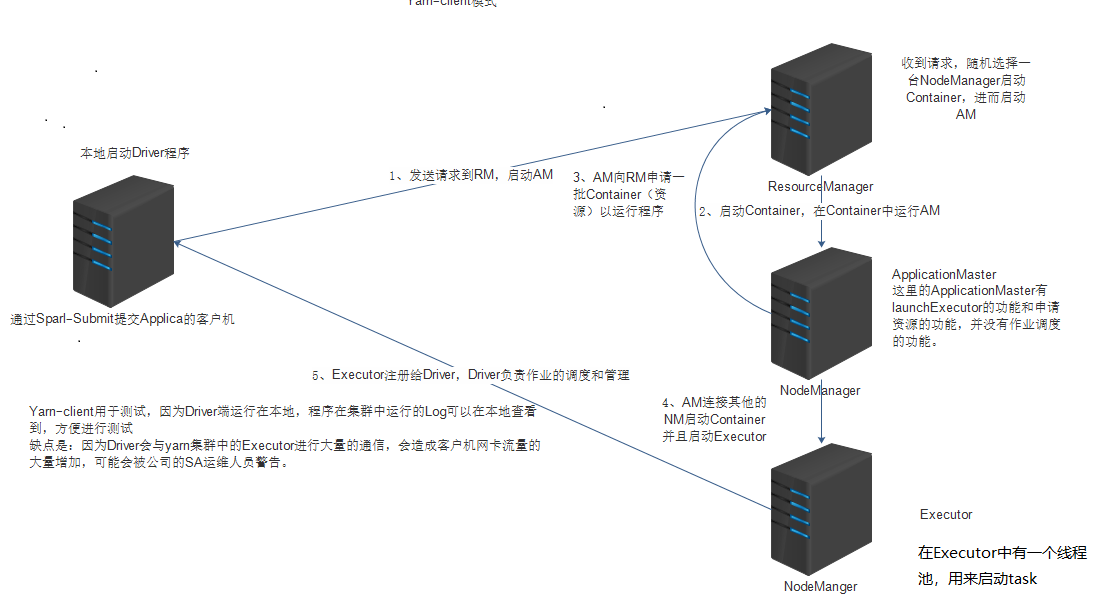 Yarn-client模式
收到请求，随机选择一
台NodeManager启动
Container，进而启动
AM
本地启动Driver程序
1、发送请求到RM，启动AM
3、AM向RM申请一
批Container（资
源）以运行程序
ResourceManager
2、启动Container，在Container中运行AM
ApplicationMaster
这里的ApplicationMaster有
launchExecutor的功能和申请
资源的功能，并没有作业调度
的功能。
通过Sparl-Submit提交Applica的客户机
5、Executor注册给Driver，Driver负责作业的调度和管理
NodeManager
4、AM连接其他的
NM启动Container
并且启动Executor
Yarn-client用于测试，因为Driver端运行在本地，程序在集群中运行的Log可以在本地查看
到，方便进行测试
缺点是：因为Driver会与yarn集群中的Executor进行大量的通信，会造成客户机网卡流量的
大量增加，可能会被公司的SA运维人员警告。
Executor
在Executor中有一个线程
池，用来启动task
NodeManger